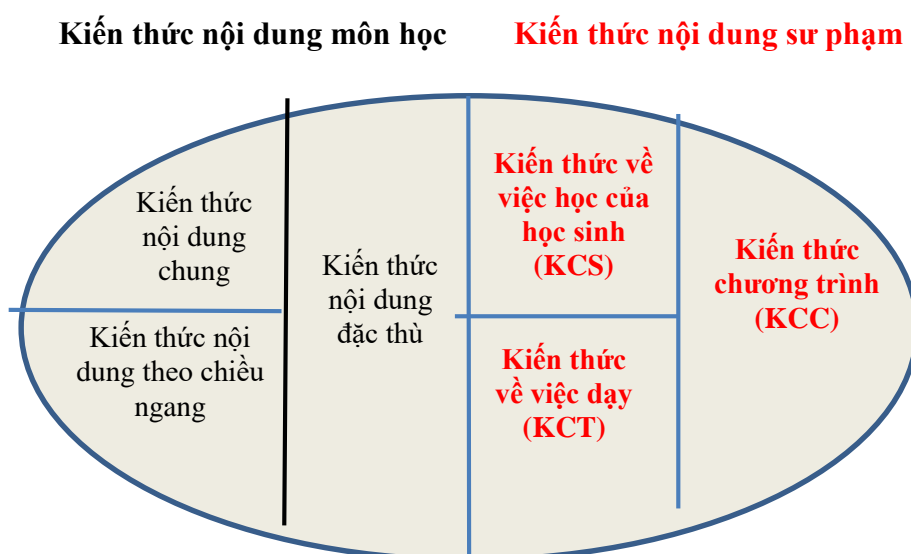 Kiến thức nội dung môn học
Kiến thức nội dung sư phạm
Kiến thức
nội dung
chung
Kiến thức nội
dung theo chiều
ngang
Kiến thức
nội dung
đặc thù
Kiến thức về
việc học của
học sinh
(KCS)
Kiến thức
về việc dạy
(KCT)
Kiến thức
chương trình
(KCC)